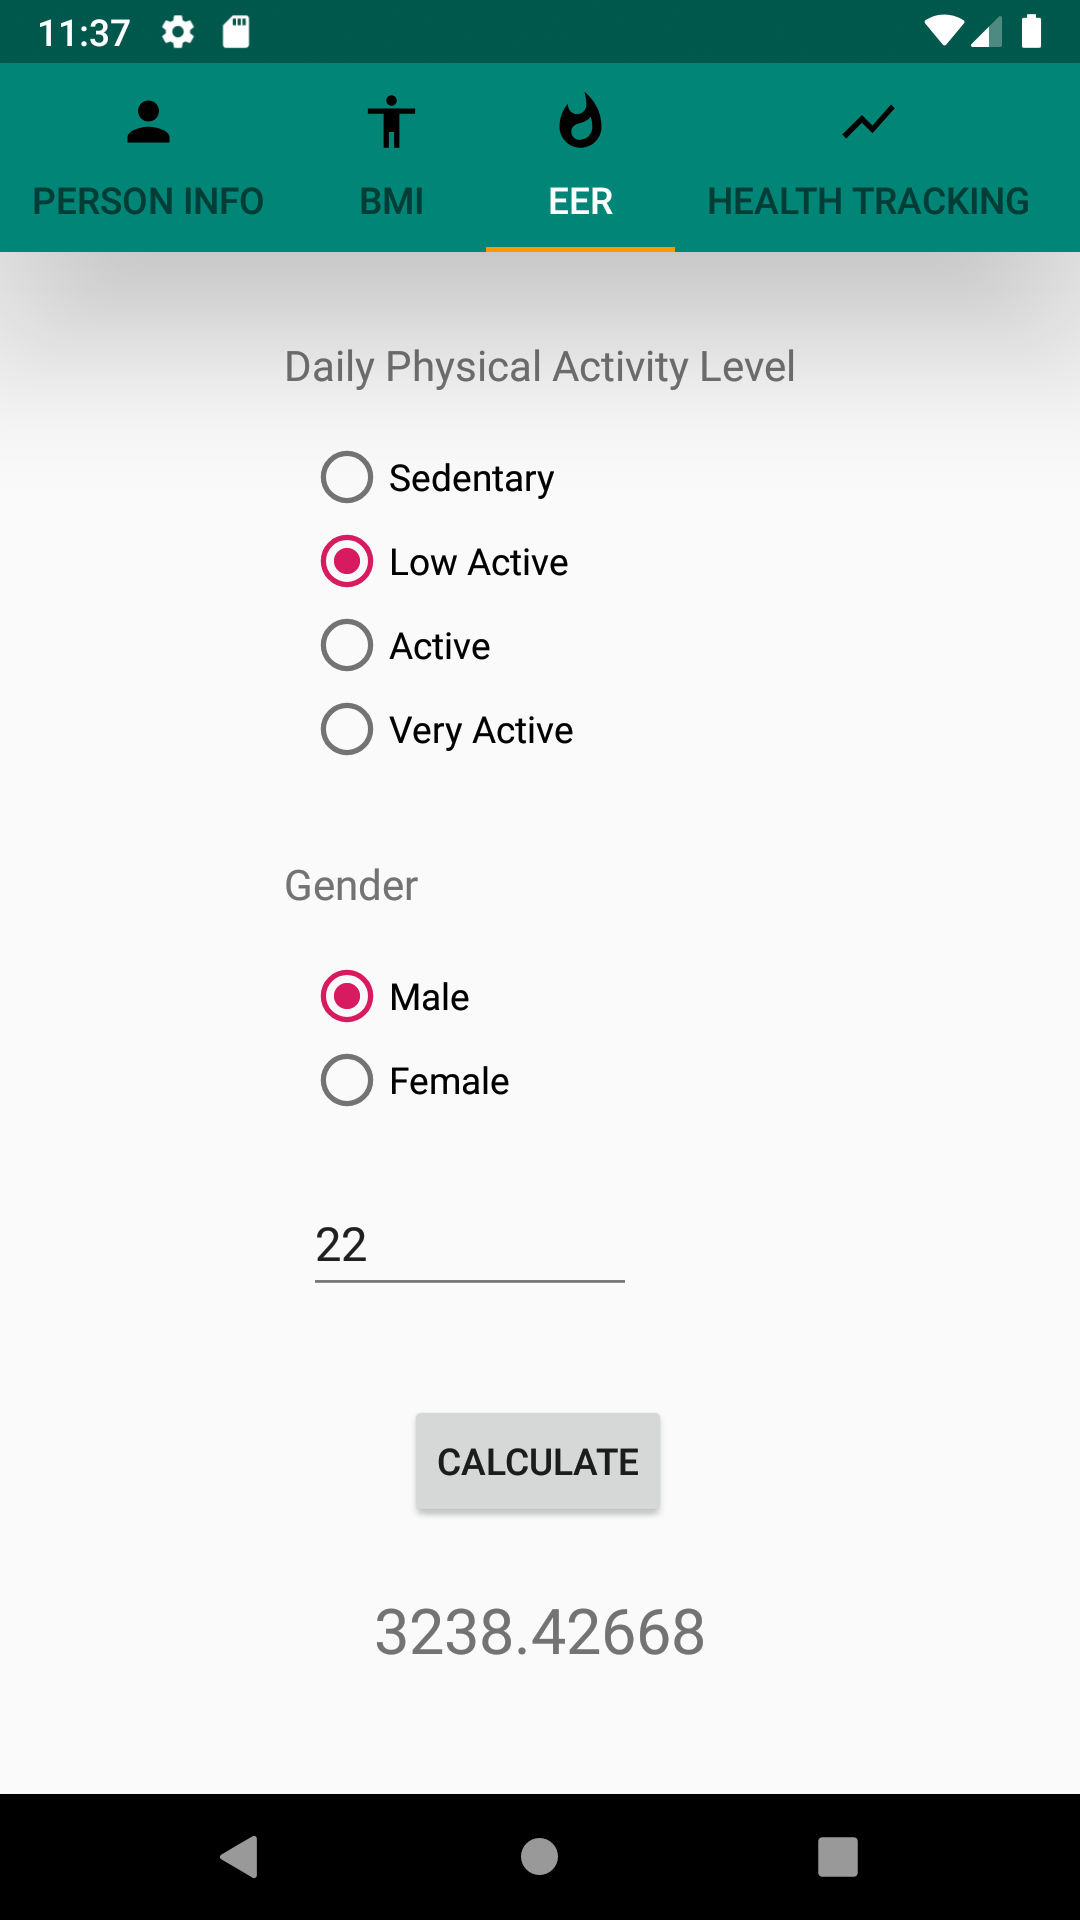 11:37
PERSON INFO BMI EER HEALTH TRACKING
Daily Physical Activity Level
Sedentary
Low Active
Active
Very Active
Gender
Male
Female
22
CALCULATE
3238.42668